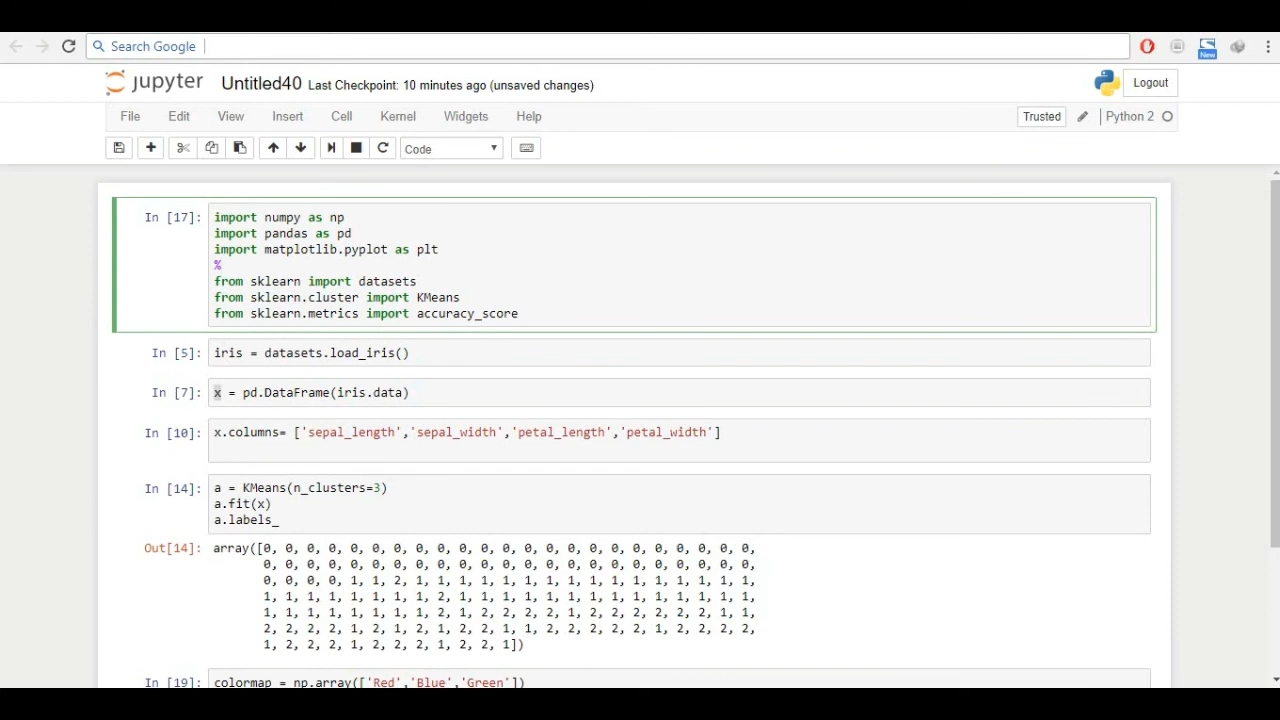 Search Google
New
jupyter Untitled40 Last Checkpoint: 10 minutes ago (unsaved changes)
Logout
File Edit View Insert Cell Kernel Widgets Help
Trusted Python 2
Code
In [17]: import numpy as np
import pandas as pd
import matplotlib.pyplot as plt
%
from sklearn import datasets
from sklearn.cluster import KMeans
from sklearn.metrics import accuracy_score
In [5]: iris = datasets.load_iris()
In [7]: x = pd.DataFrame(iris.data)
In [10]: x.columns= ['sepal_length','sepal_width','petal_length','petal_width']
In [14]: a = KMeans(n_clusters=3)
a.fit(x)
a.labels_
Out[14]: array([0, 0, 0, 0, 0, 0, 0, 0, 0, 0, 0, 0, 0, 0, 0, 0, 0, 0, 0, 0, 0, 0, 0,
0, 0, 0, 0, 0, 0, 0, 0, 0, 0, 0, 0, 0, 0, 0, 0, 0, 0, 0, 0, 0, 0, 0,
0, 0, 0, 0, 1, 1, 2, 1, 1, 1, 1, 1, 1, 1, 1, 1, 1, 1, 1, 1, 1, 1, 1,
1, 1, 1, 1, 1, 1, 1, 1, 2, 1, 1, 1, 1, 1, 1, 1, 1, 1, 1, 1, 1, 1, 1,
1, 1, 1, 1, 1, 1, 1, 1, 2, 1, 2, 2, 2, 2, 1, 2, 2, 2, 2, 2, 2, 1, 1,
2, 2, 2, 2, 1, 2, 1, 2, 1, 2, 2, 1, 1, 2, 2, 2, 2, 2, 1, 2, 2, 2, 2,
1, 2, 2, 2, 1, 2, 2, 2, 1, 2, 2, 1])
In [19]: colormap = np.array(['Red','Blue','Green'])